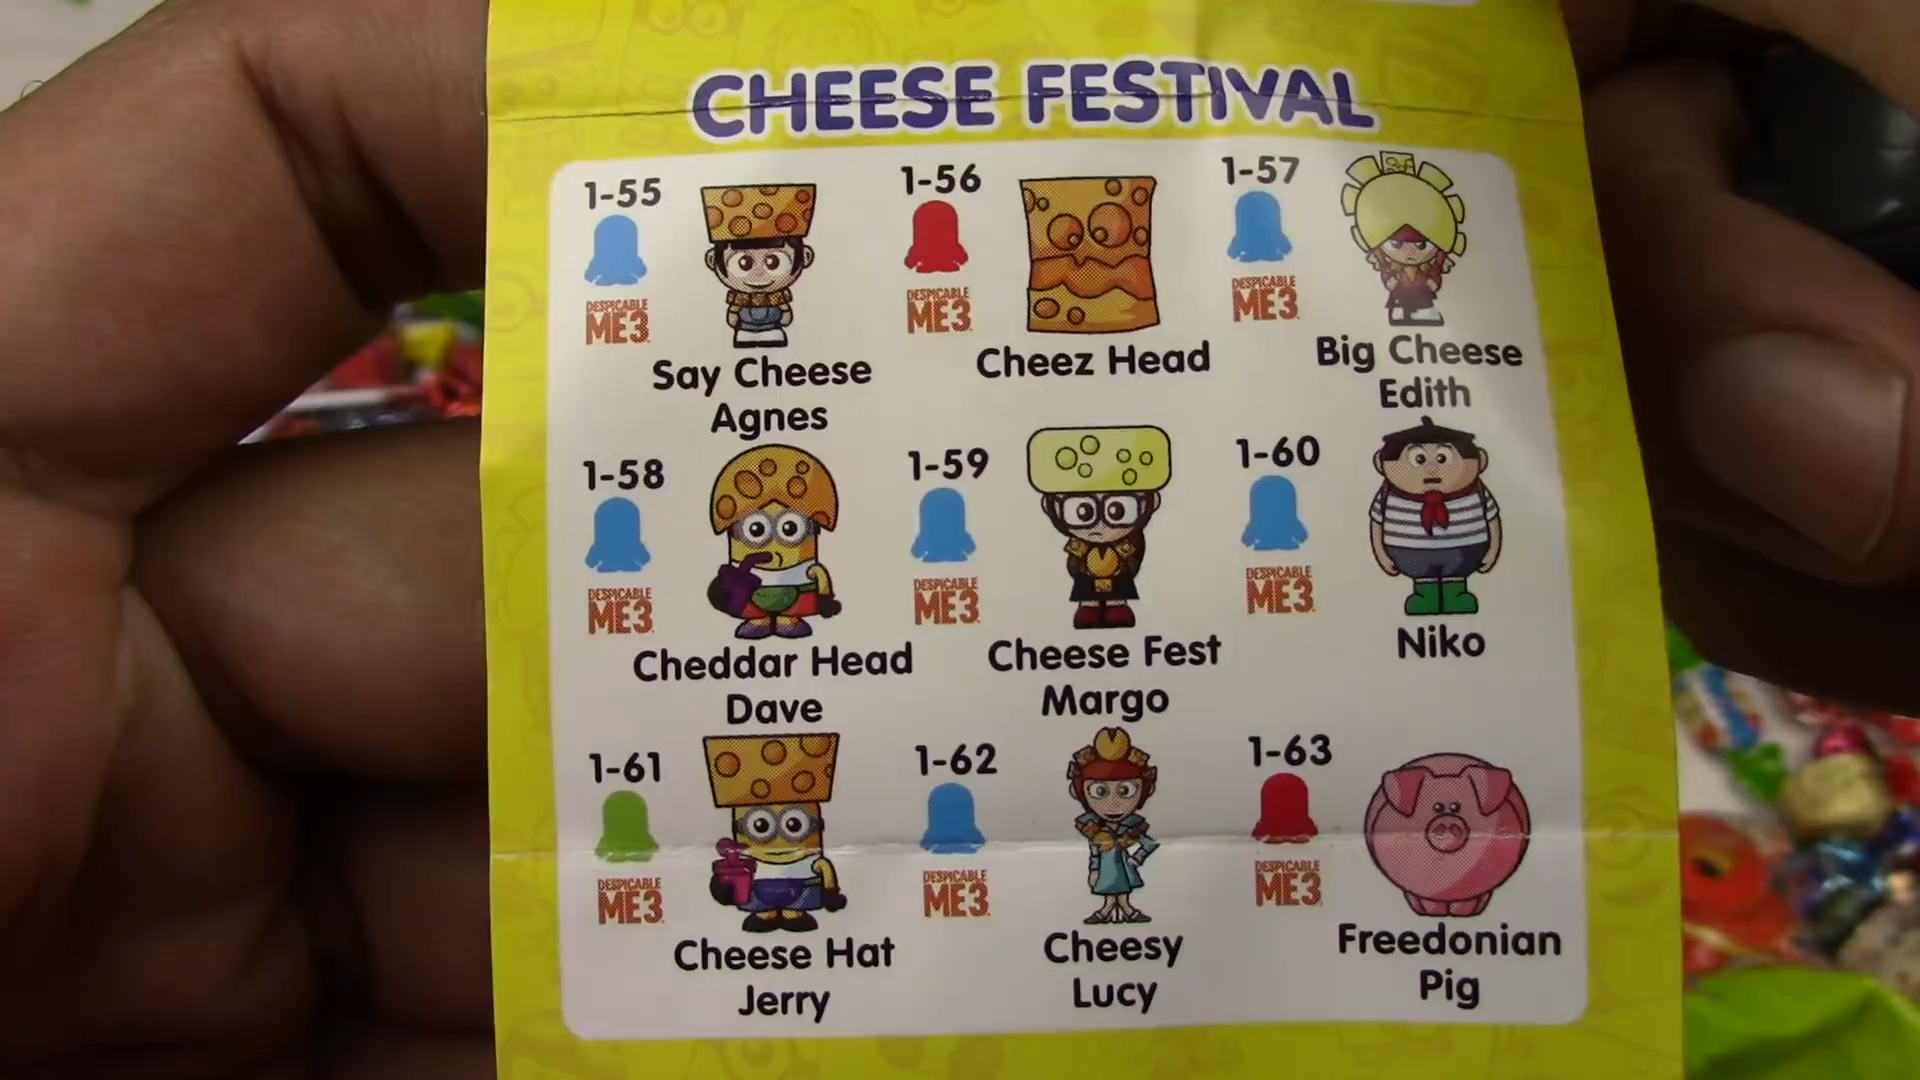 CHEESE FESTIVAL
1-55
DESPICABLE
ME3
Say Cheese
Agnes
1-56
DESPICABLE
ME3
Cheez Head
1-57
DESPICABLE
ME3
Big Cheese
Edith
1-58
DESPICABLE
ME3
Cheddar Head
Dave
1-59
DESPICABLE
ME3
Cheese Fest
Margo
1-60
DESPICABLE
ME3
Niko
1-61
DESPICABLE
ME3
Cheese Hat
Jerry
1-62
DESPICABLE
ME3
Cheesy
Lucy
1-63
DESPICABLE
ME3
Freedonian
Pig